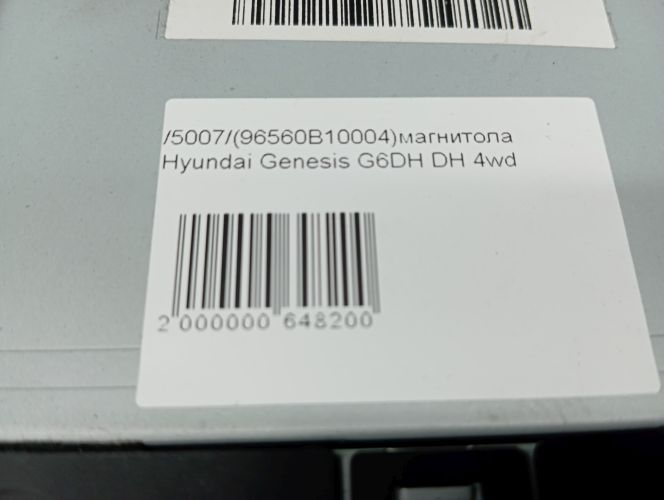 /5007/(96560B10004)магнитола
Hyundai Genesis G6DH DH 4wd
2 000000 648200